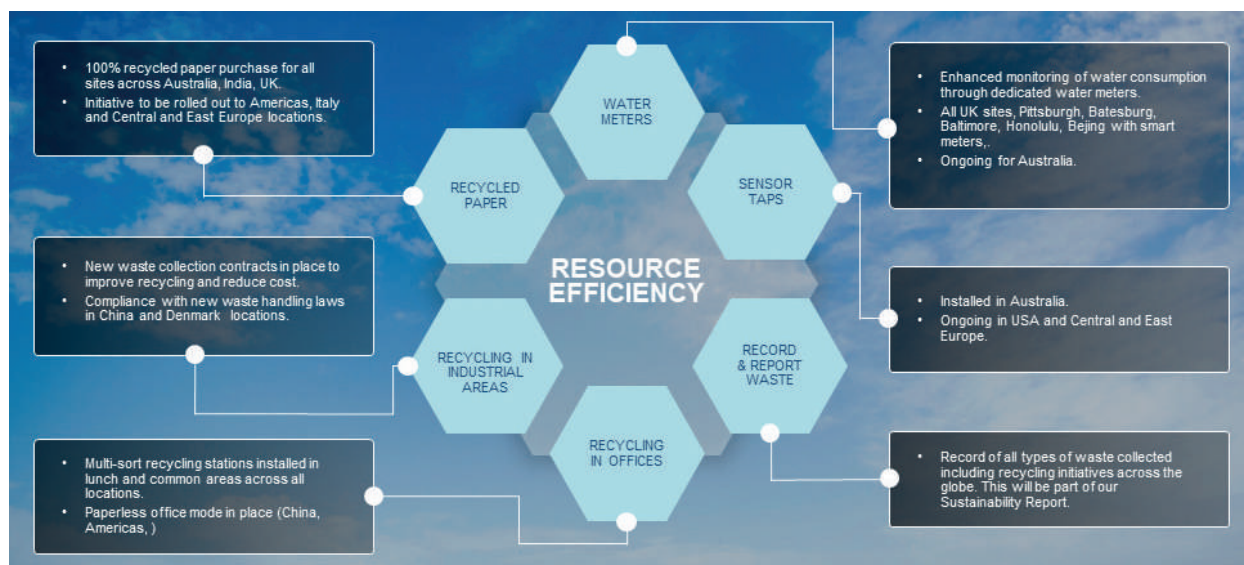 • 100% recycled paper purchase for all
sites across Australia, India, UK.
• Initiative to be rolled out to Americas, Italy
and Central and East Europe locations.
• New waste collection contracts in place to
improve recycling and reduce cost.
• Compliance with new waste handling laws
in China and Denmark locations.
• Multi-sort recycling stations installed in
lunch and common areas across all
locations.
• Paperless office mode in place (China,
Americas, )
WATER
METERS
RECYCLED
PAPER
SENSOR
TAPS
RESOURCE
EFFICIENCY
RECYCLING IN
INDUSTRIAL
AREAS
RECORD
& REPORT
WASTE
RECYCLING
IN OFFICES
• Enhanced monitoring of water consumption
through dedicated water meters.
• All UK sites, Pittsburgh, Batesburg,
Baltimore, Honolulu, Bejing with smart
meters,.
• Ongoing for Australia.
• Installed in Australia.
• Ongoing in USA and Central and East
Europe.
• Record of all types of waste collected
including recycling initiatives across the
globe. This will be part of our
Sustainability Report.